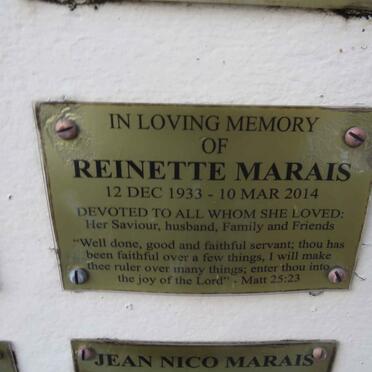 IN LOVING MEMORY
OF
REINETTE MARAIS
12 DEC 1933 - 10 MAR 2014
DEVOTED TO ALL WHOM SHE LOVED:
Her Saviour, husband, Family and Friends
"Well done, good and faithful servant; thou has
been faithful over a few things, I will make
thee ruler over many things; enter thou into
the joy of the Lord" - Matt 25:23
JEAN NICO MARAIS